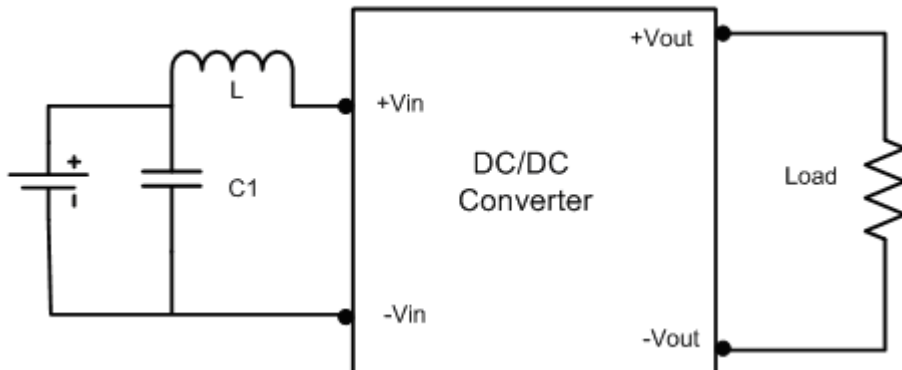 +Vout
L
+Vin
+
-
C1
DC/DC
Converter
Load
-Vin
-Vout